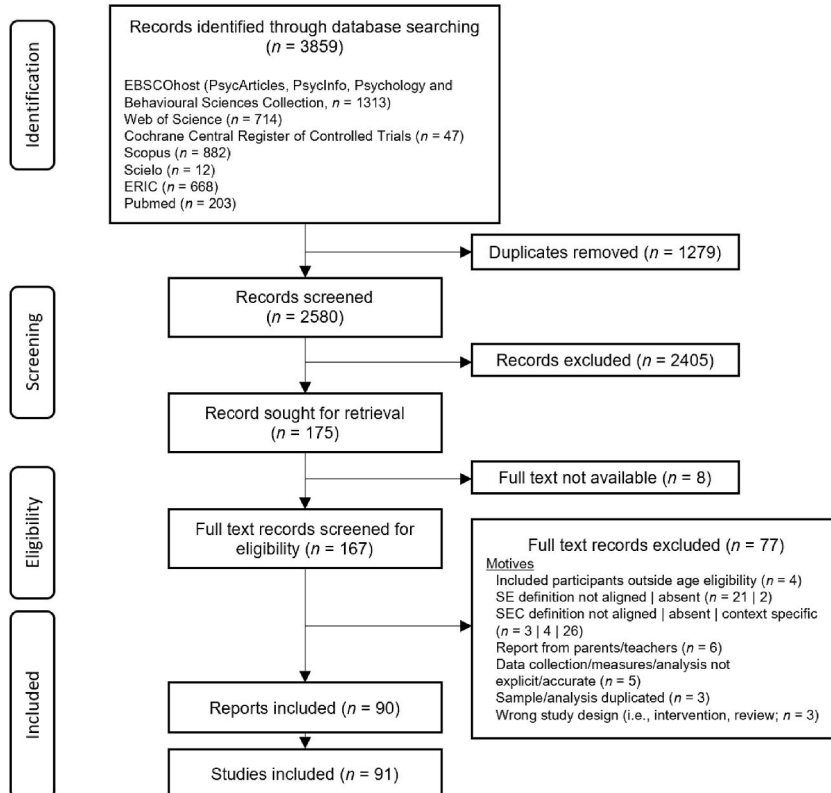 Identification
Records identified through database searching
(n = 3859)
EBSCOhost (PsycArticles, PsycInfo, Psychology and
Behavioural Sciences Collection, n = 1313)
Web of Science (n = 714)
Cochrane Central Register of Controlled Trials (n = 47)
Scopus (n = 882)
Scielo (n = 12)
ERIC (n = 668)
Pubmed (n = 203)
Duplicates removed (n = 1279)
Screening
Records screened
(n = 2580)
Records excluded (n = 2405)
Record sought for retrieval
(n = 175)
Eligibility
Full text not available (n = 8)
Full text records screened for
eligibility (n = 167)
Full text records excluded (n = 77)
Motives
Included participants outside age eligibility (n = 4)
SE definition not aligned | absent (n = 21 | 2)
SEC definition not aligned | absent | context specific
(n = 3 | 4 | 26)
Report from parents/teachers (n = 6)
Data collection/measures/analysis not
explicit/accurate (n = 5)
Sample/analysis duplicated (n = 3)
Wrong study design (i.e., intervention, review; n = 3)
Included
Reports included (n = 90)
Studies included (n = 91)